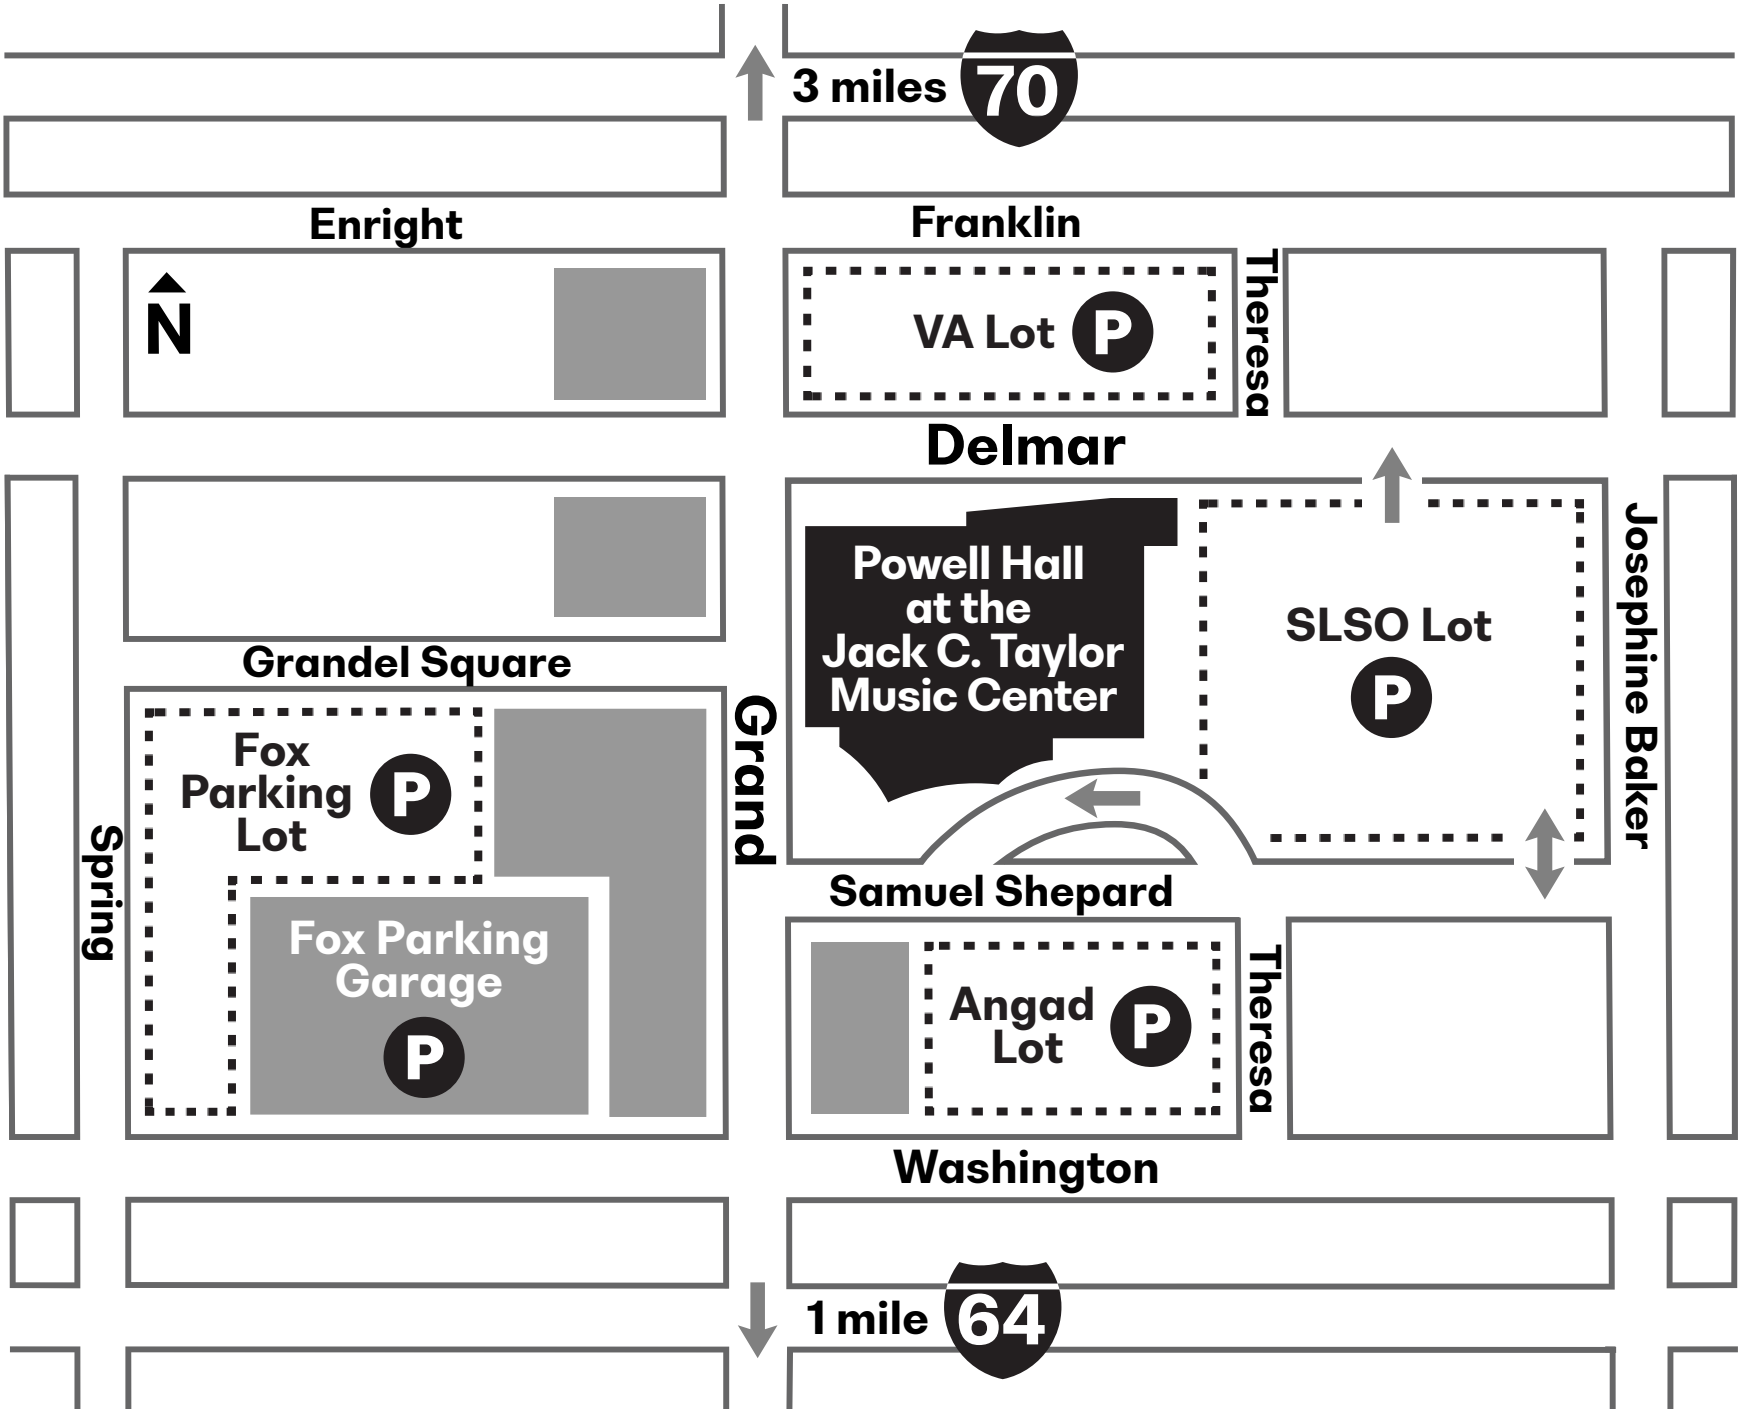 3 miles 70
Enright
Franklin
N
VA Lot P
Theresa
Delmar
Powell Hall
at the
Jack C. Taylor
Music Center
SLSO Lot
P
Josephine Baker
Grandel Square
Grand
Fox
Parking
Lot
P
Spring
Samuel Shepard
Fox Parking
Garage
P
Angad
Lot
P
Theresa
Washington
1 mile 64